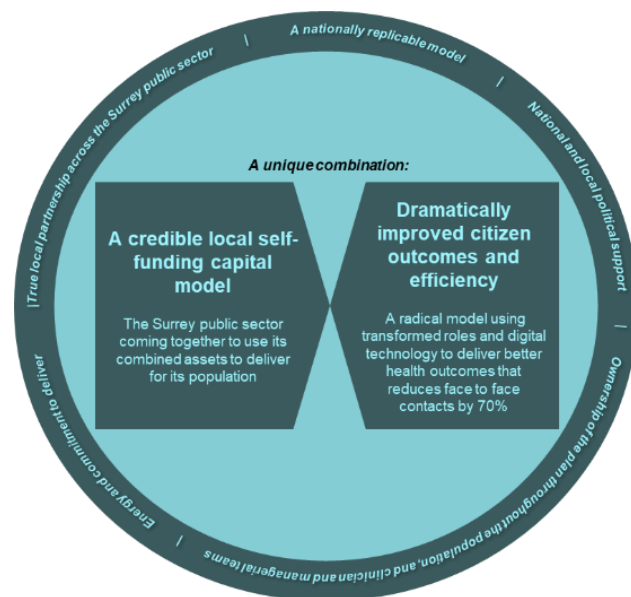 A nationally replicable model
|
National and local political support
|
Ownership of the plan throughout the population, and clinician and managerial teams
|
Energy and commitment to deliver
|
True local partnership across the Surrey public sector
|
A unique combination:
A credible local self-
funding capital
model
The Surrey public sector
coming together to use its
combined assets to deliver
for its population
Dramatically
improved citizen
outcomes and
efficiency
A radical model using
transformed roles and digital
technology to deliver better
health outcomes that
reduces face to face
contacts by 70%